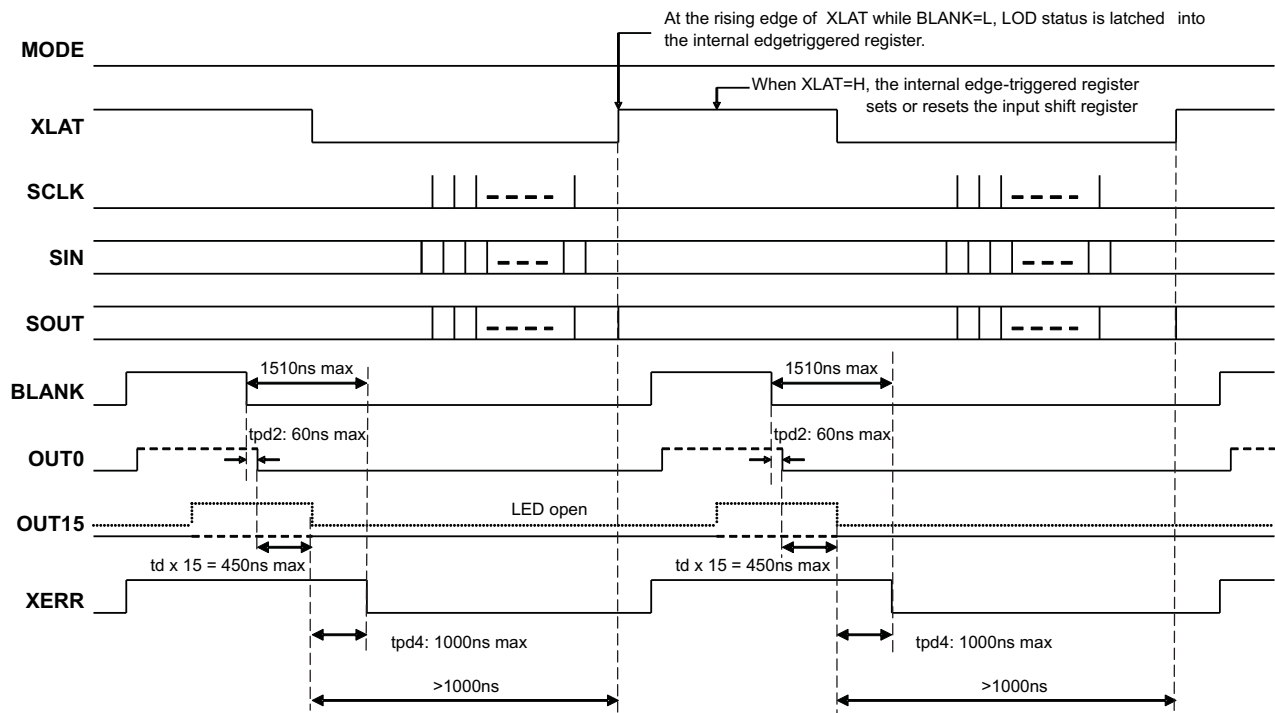 At the rising edge of XLAT while BLANK=L, LOD status is latched into
the internal edgetriggered register.
MODE
When XLAT=H, the internal edge-triggered register
sets or resets the input shift register
XLAT
SCLK
SIN
SOUT
1510ns max
1510ns max
BLANK
tpd2: 60ns max
tpd2: 60ns max
OUT0
LED open
OUT15
td x 15 = 450ns max
td x 15 = 450ns max
XERR
tpd4: 1000ns max
tpd4: 1000ns max
>1000ns
>1000ns